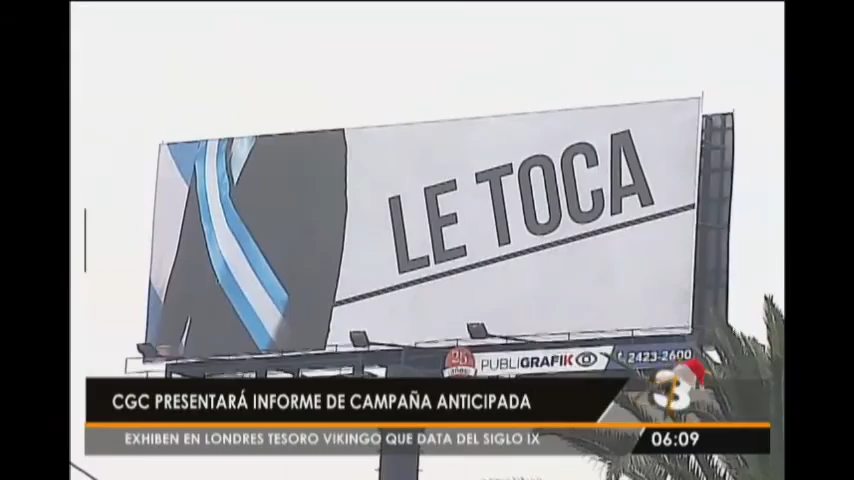 LE TOCA
25
PUBLIGRAFIK 2423-2600
CGC PRESENTARÁ INFORME DE CAMPAÑA ANTICIPADA
3
EXHIBEN EN LONDRES TESORO VIKINGO QUE DATA DEL SIGLO IX
06:09